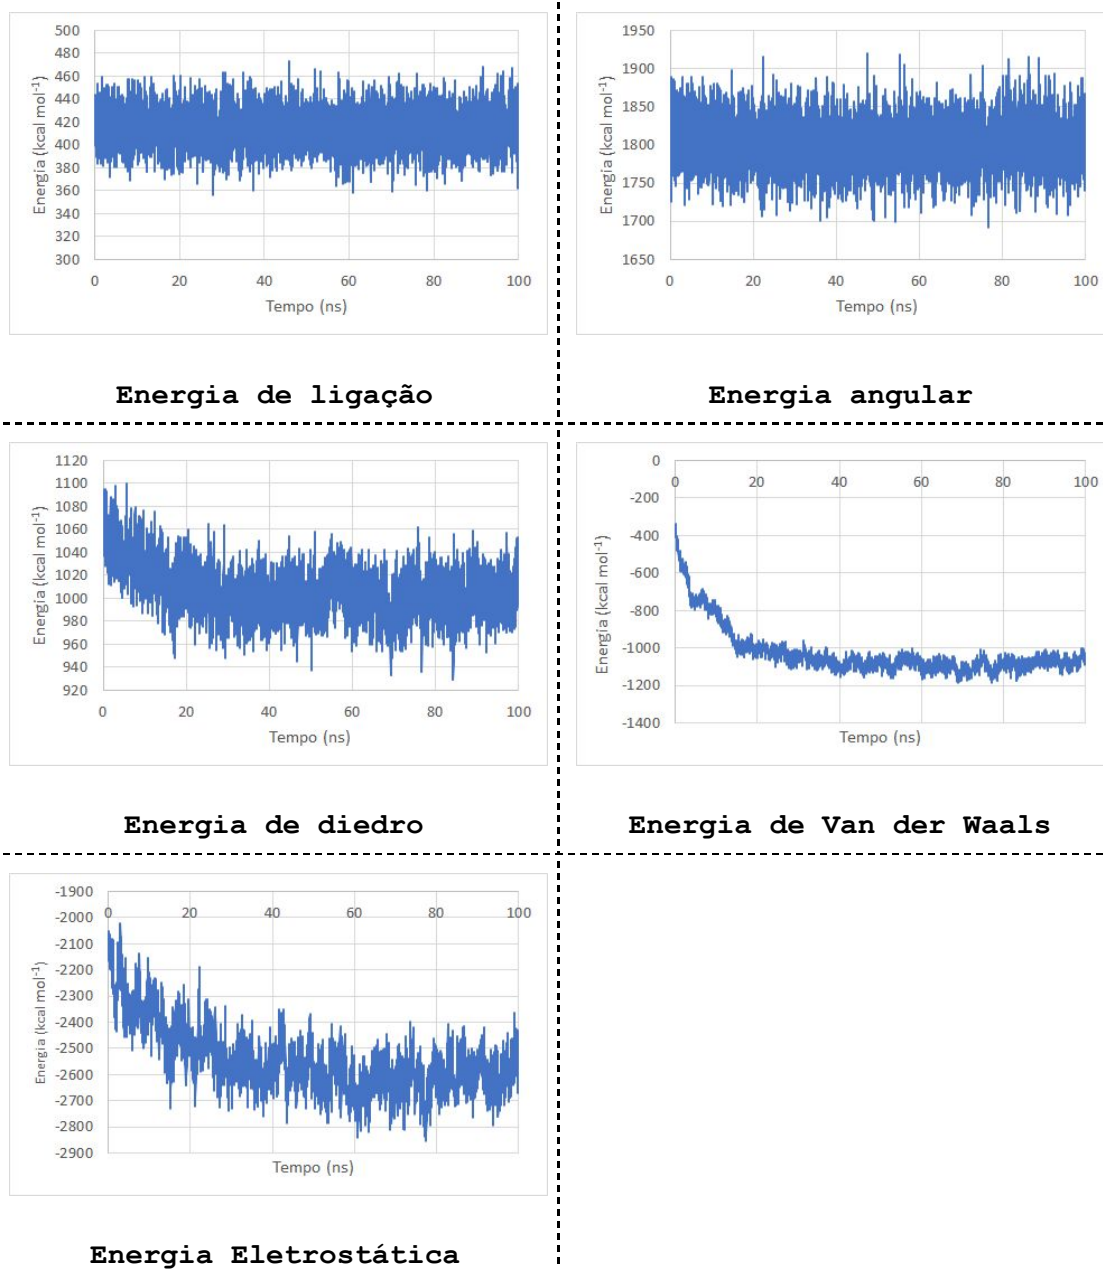 500
480
460
440
420
400
380
360
340
320
300
Energia (kcal mol⁻¹)
0 20 40 60 80 100
Tempo (ns)
Energia de ligação
1950
1900
1850
1800
1750
1700
1650
Energia (kcal mol⁻¹)
0 20 40 60 80 100
Tempo (ns)
Energia angular
1120
1100
1080
1060
1040
1020
1000
980
960
940
920
Energia (kcal mol⁻¹)
0 20 40 60 80 100
Tempo (ns)
Energia de diedro
0
-200
-400
-600
-800
-1000
-1200
-1400
Energia (kcal mol⁻¹)
0 20 40 60 80 100
Tempo (ns)
Energia de Van der Waals
-1900
-2000
-2100
-2200
-2300
-2400
-2500
-2600
-2700
-2800
-2900
Energia (kcal mol⁻¹)
0 20 40 60 80 100
Tempo (ns)
Energia Eletrostática